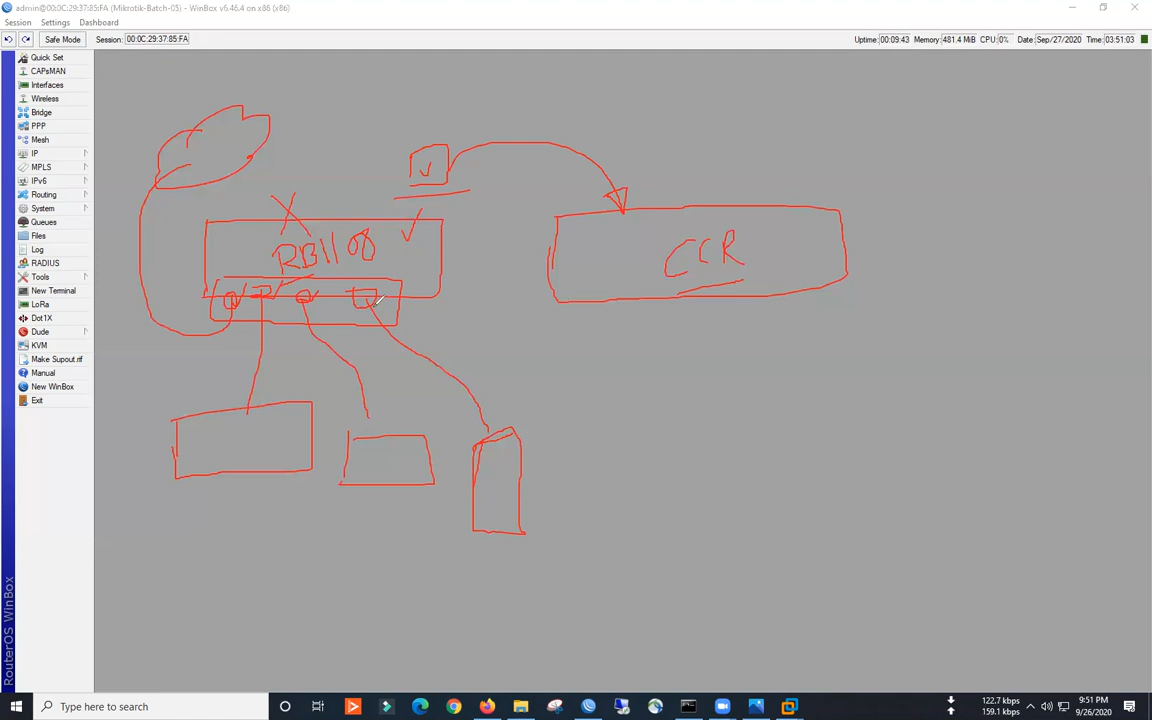 admin@00:0C:29:37:85:FA (Mikrotik-Batch-05) - WinBox v6.46.4 on x86 (x86)
Session Settings Dashboard
Safe Mode Session: 00:0C:29:37:85:FA Uptime: 00:09:43 Memory: 481.4 MiB CPU: 0% Date: Sep/27/2020 Time: 03:51:03
Quick Set
CAPsMAN
Interfaces
Wireless
Bridge
PPP
Mesh
IP
MPLS
IPv6
Routing
System
Queues
Files
Log
RADIUS
Tools
New Terminal
LoRa
Dot1X
Dude
KVM
Make Supout.rif
Manual
New WinBox
Exit
RouterOS WinBox
RB1100
CCR
Type here to search
122.7 kbps
159.1 kbps
9:51 PM
9/26/2020